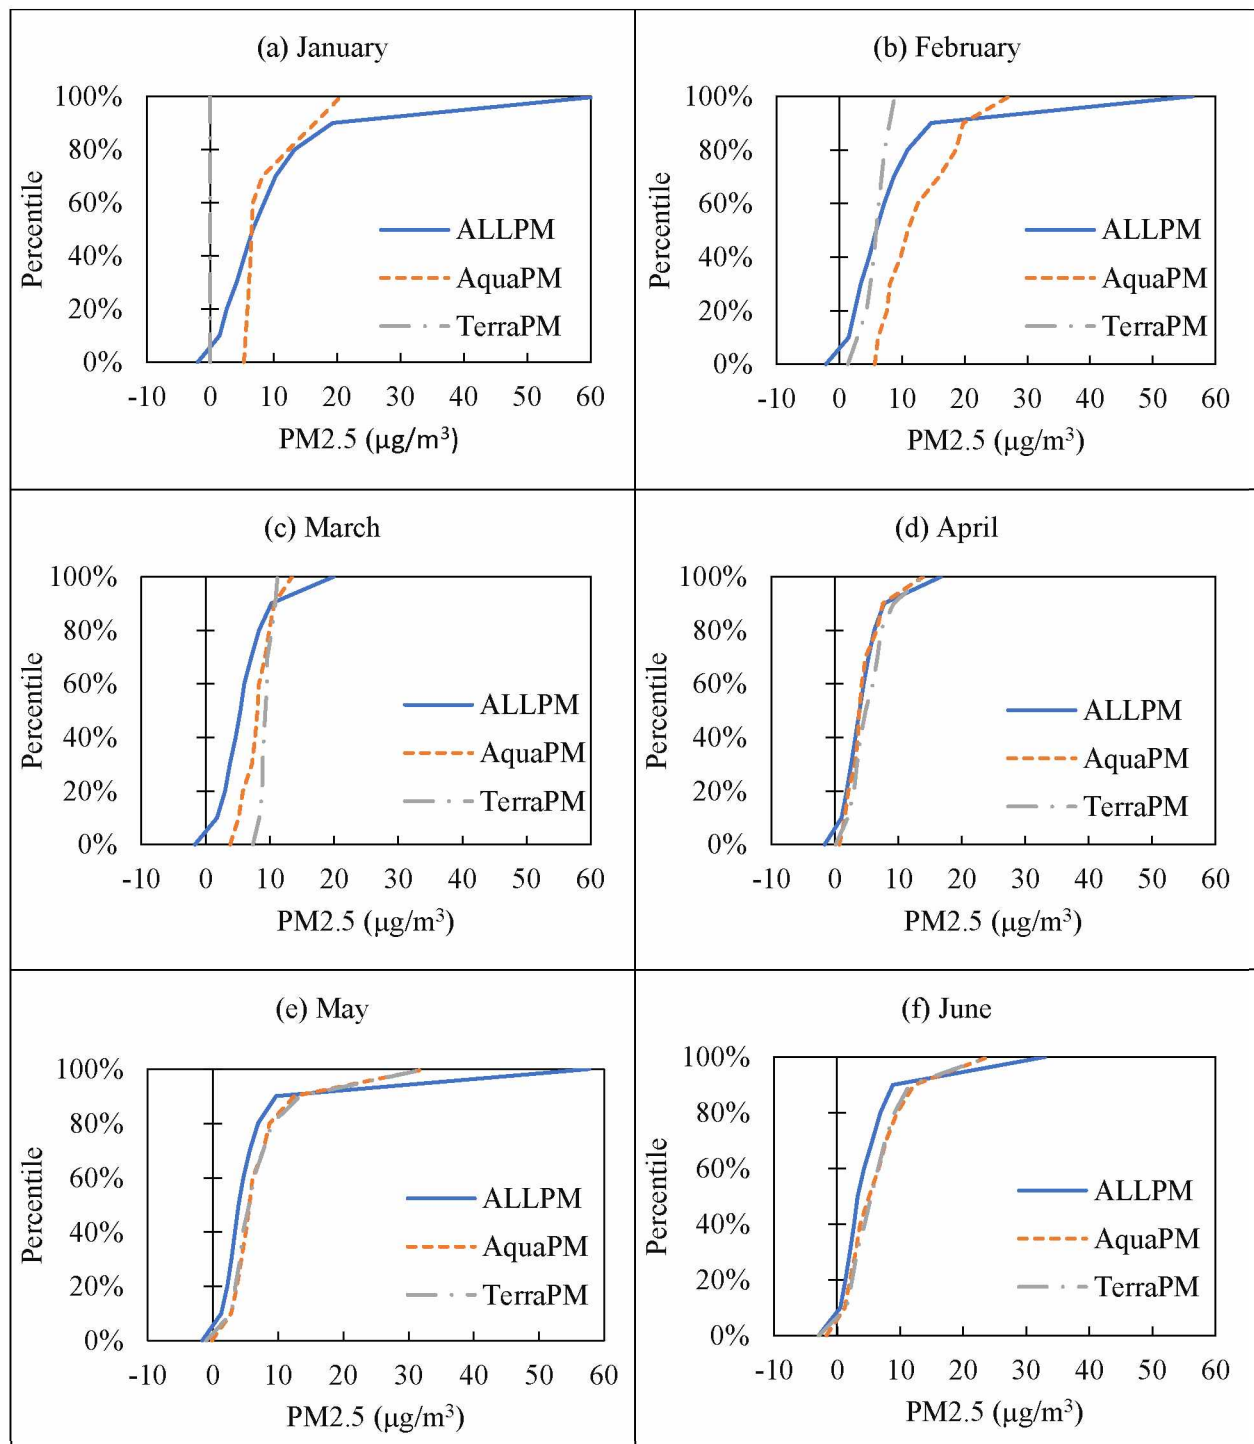 (a) January
100%
80%
60%
40%
20%
0%
Percentile
-10 0 10 20 30 40 50 60
PM2.5 (µg/m³)
ALLPM
AquaPM
TerraPM
(b) February
100%
80%
60%
40%
20%
0%
Percentile
-10 0 10 20 30 40 50 60
PM2.5 (µg/m³)
ALLPM
AquaPM
TerraPM
(c) March
100%
80%
60%
40%
20%
0%
Percentile
-10 0 10 20 30 40 50 60
PM2.5 (µg/m³)
ALLPM
AquaPM
TerraPM
(d) April
100%
80%
60%
40%
20%
0%
Percentile
-10 0 10 20 30 40 50 60
PM2.5 (µg/m³)
ALLPM
AquaPM
TerraPM
(e) May
100%
80%
60%
40%
20%
0%
Percentile
-10 0 10 20 30 40 50 60
PM2.5 (µg/m³)
ALLPM
AquaPM
TerraPM
(f) June
100%
80%
60%
40%
20%
0%
Percentile
-10 0 10 20 30 40 50 60
PM2.5 (µg/m³)
ALLPM
AquaPM
TerraPM